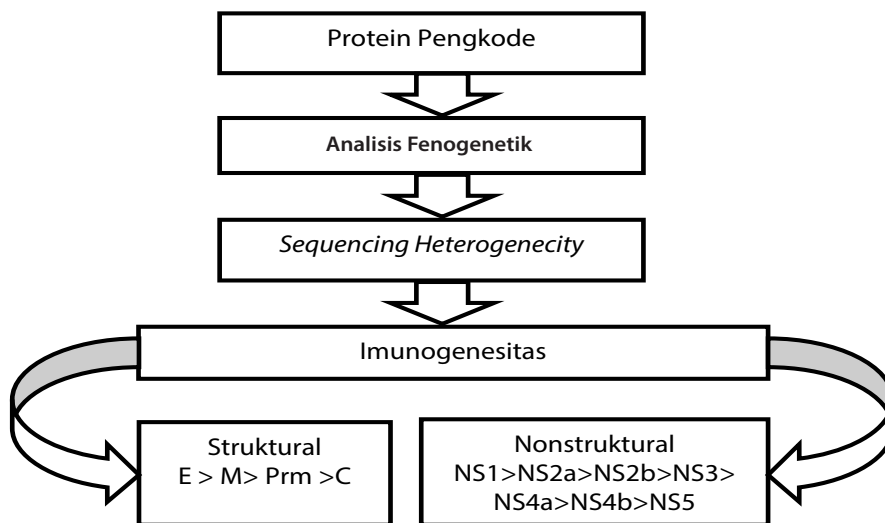 Protein Pengkode
Analisis Fenogenetik
Sequencing Heterogenecity
Imunogenesitas
Struktural
E > M> Prm >C
Nonstruktural
NS1>NS2a>NS2b>NS3>
NS4a>NS4b>NS5